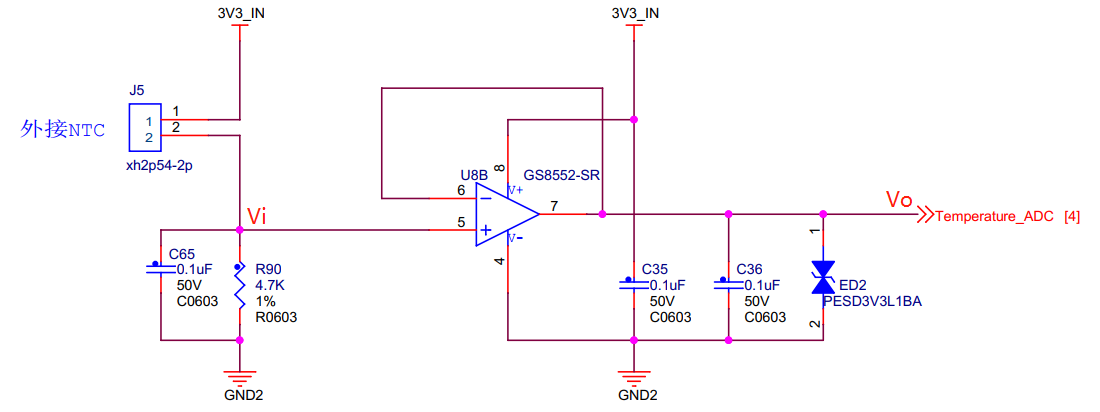 3V3_IN
3V3_IN
J5
1
2
1
2
外接NTC
xh2p54-2p
U8B
GS8552-SR
8
V+
6
7
5
V-
4
Vi
Vo
Temperature_ADC [4]
C65
0.1uF
50V
C0603
R90
4.7K
1%
R0603
C35
0.1uF
50V
C0603
C36
0.1uF
50V
C0603
1
ED2
PESD3V3L1BA
2
GND2
GND2